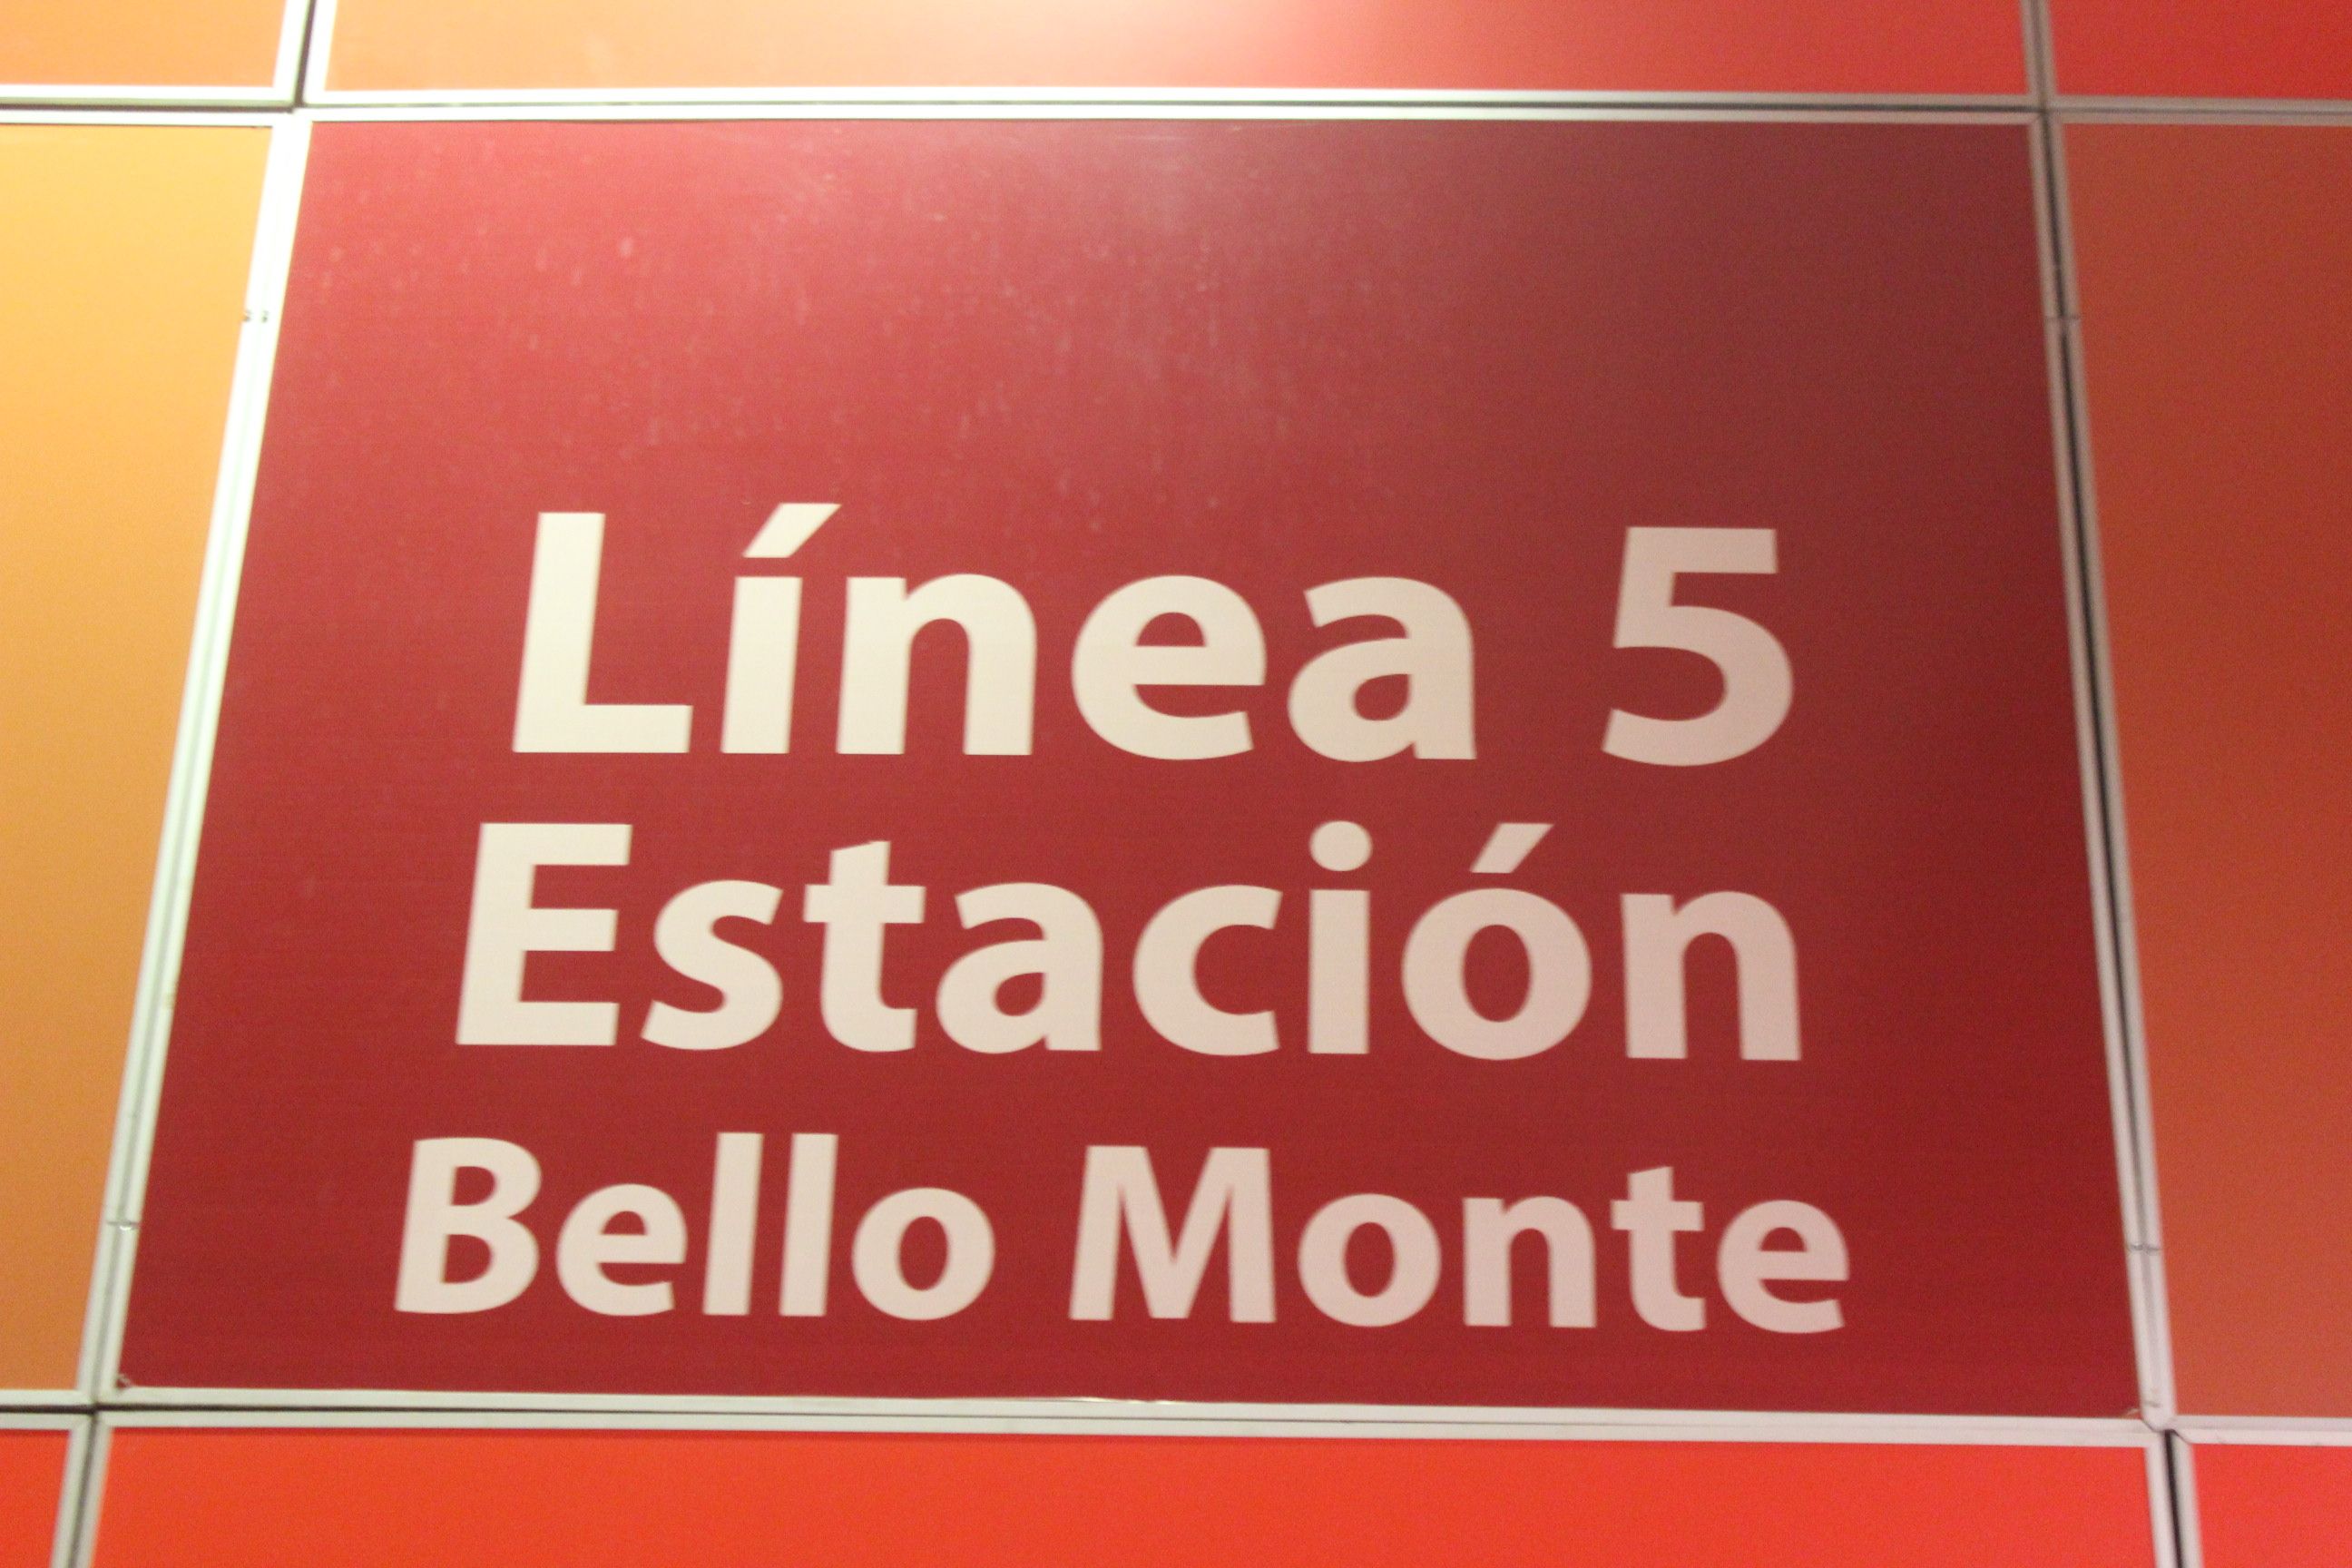 Línea 5
Estación
Bello Monte